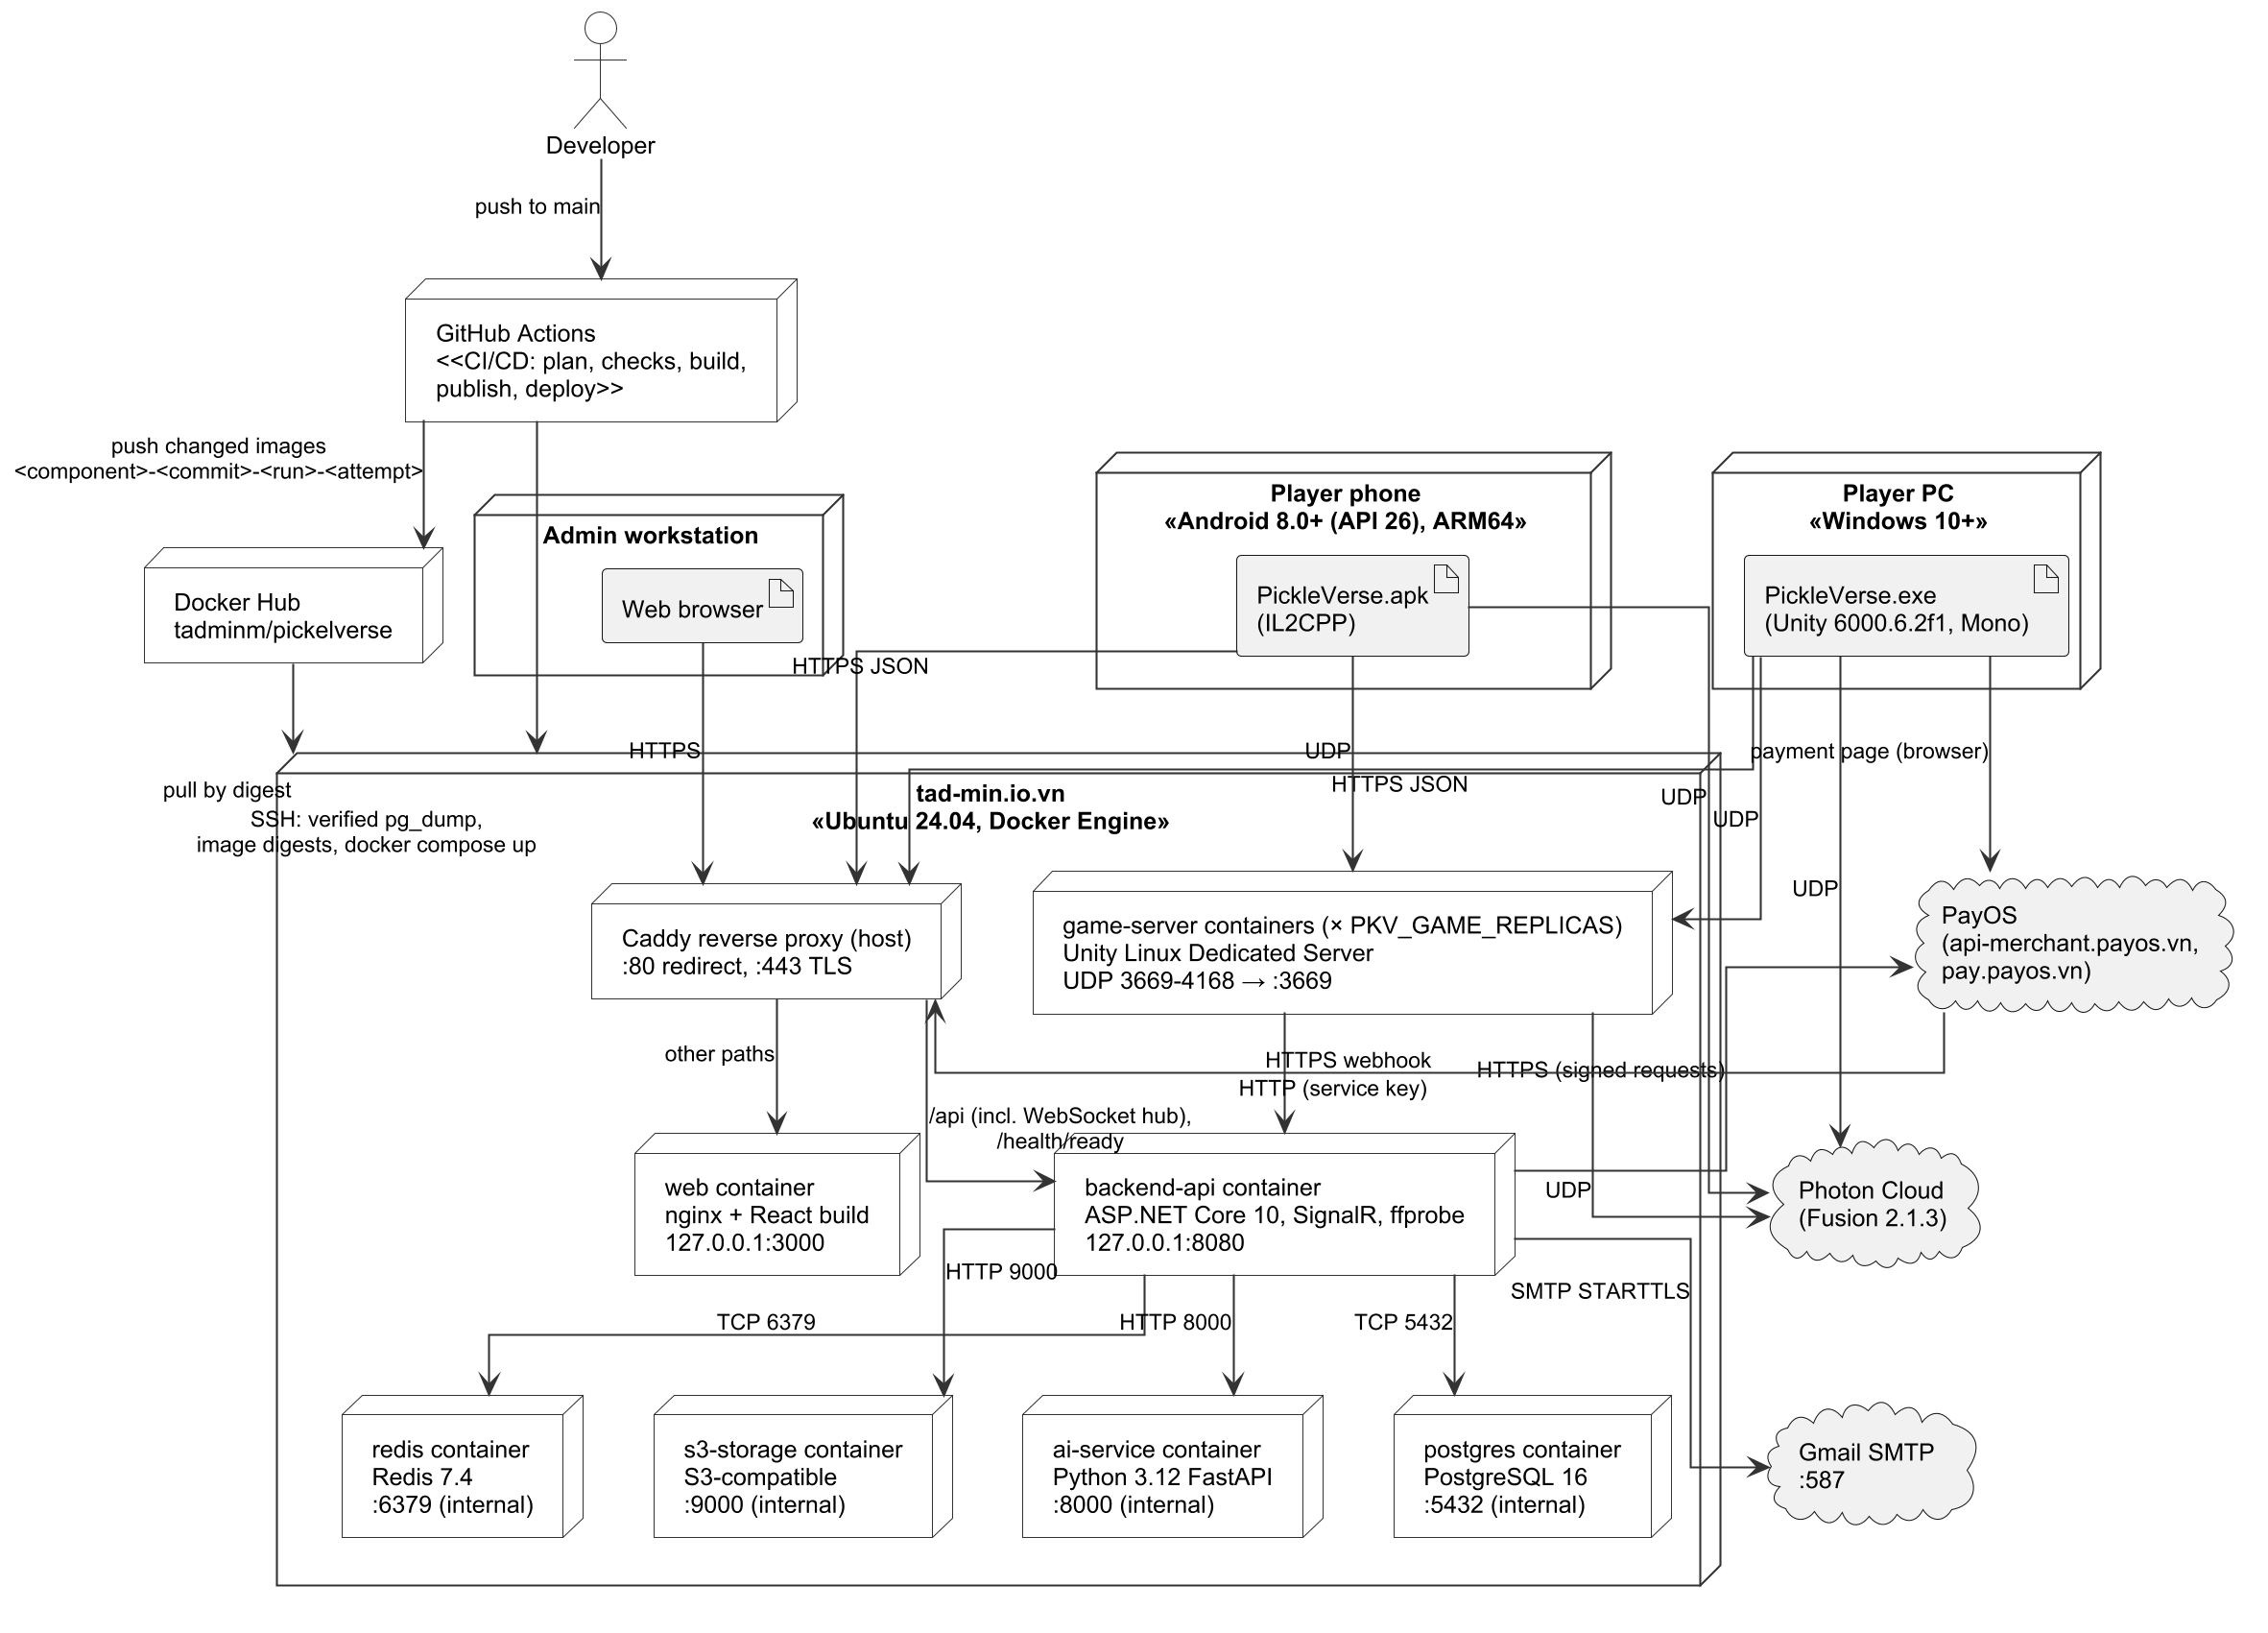 Developer
push to main
GitHub Actions
<<CI/CD: plan, checks, build,
publish, deploy>>
push changed images
<component>-<commit>-<run>-<attempt>
Docker Hub
tadminm/pickelverse
Admin workstation
Web browser
Player phone
«Android 8.0+ (API 26), ARM64»
PickleVerse.apk
(IL2CPP)
Player PC
«Windows 10+»
PickleVerse.exe
(Unity 6000.6.2f1, Mono)
HTTPS JSON
HTTPS
UDP
payment page (browser)
HTTPS JSON
UDP
UDP
pull by digest
SSH: verified pg_dump,
image digests, docker compose up
tad-min.io.vn
«Ubuntu 24.04, Docker Engine»
UDP
Caddy reverse proxy (host)
:80 redirect, :443 TLS
game-server containers (× PKV_GAME_REPLICAS)
Unity Linux Dedicated Server
UDP 3669-4168 → :3669
PayOS
(api-merchant.payos.vn,
pay.payos.vn)
other paths
HTTPS webhook
HTTPS (signed requests)
HTTP (service key)
/api (incl. WebSocket hub),
/health/ready
web container
nginx + React build
127.0.0.1:3000
backend-api container
ASP.NET Core 10, SignalR, ffprobe
127.0.0.1:8080
UDP
Photon Cloud
(Fusion 2.1.3)
HTTP 9000
SMTP STARTTLS
TCP 6379
HTTP 8000
TCP 5432
redis container
Redis 7.4
:6379 (internal)
s3-storage container
S3-compatible
:9000 (internal)
ai-service container
Python 3.12 FastAPI
:8000 (internal)
postgres container
PostgreSQL 16
:5432 (internal)
Gmail SMTP
:587